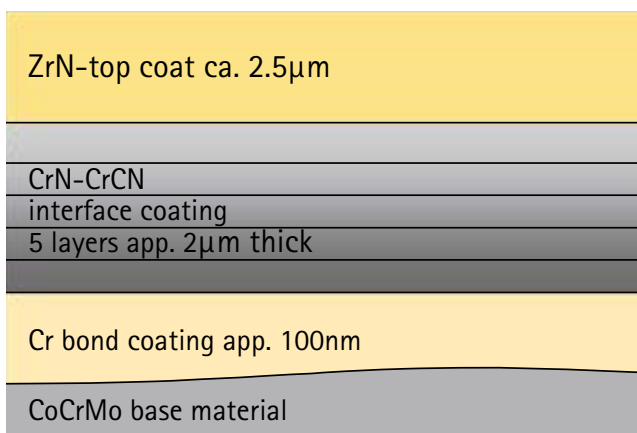 ZrN-top coat ca. 2.5µm
CrN-CrCN
interface coating
5 layers app. 2µm thick
Cr bond coating app. 100nm
CoCrMo base material